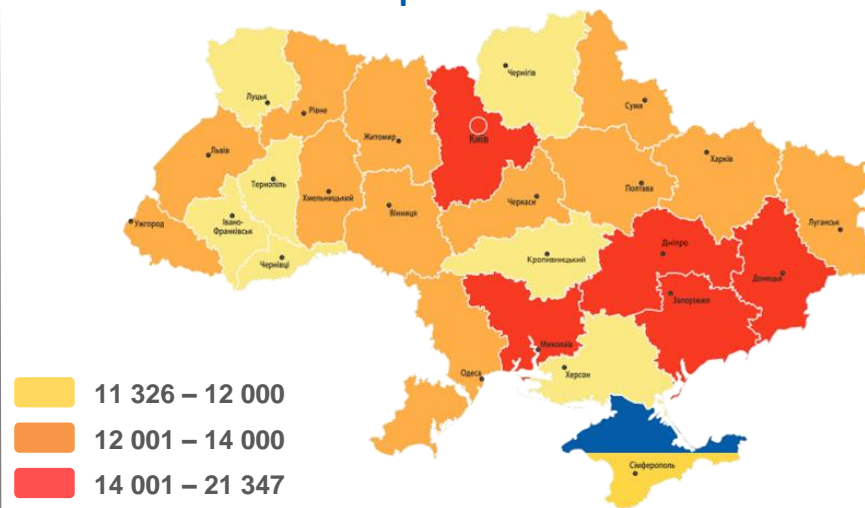 Чернігів
Луцьк
Рівне
Суми
Київ
Житомир
Львів
Харків
Тернопіль
Хмельницький
Полтава
Черкаси
Вінниця
Ужгород
Івано-
Франківськ
Луганськ
Чернівці
Кропивницький
Дніпро
Донецьк
Запоріжжя
Миколаїв
Одеса
Херсон
Сімферополь
11 326 – 12 000
12 001 – 14 000
14 001 – 21 347